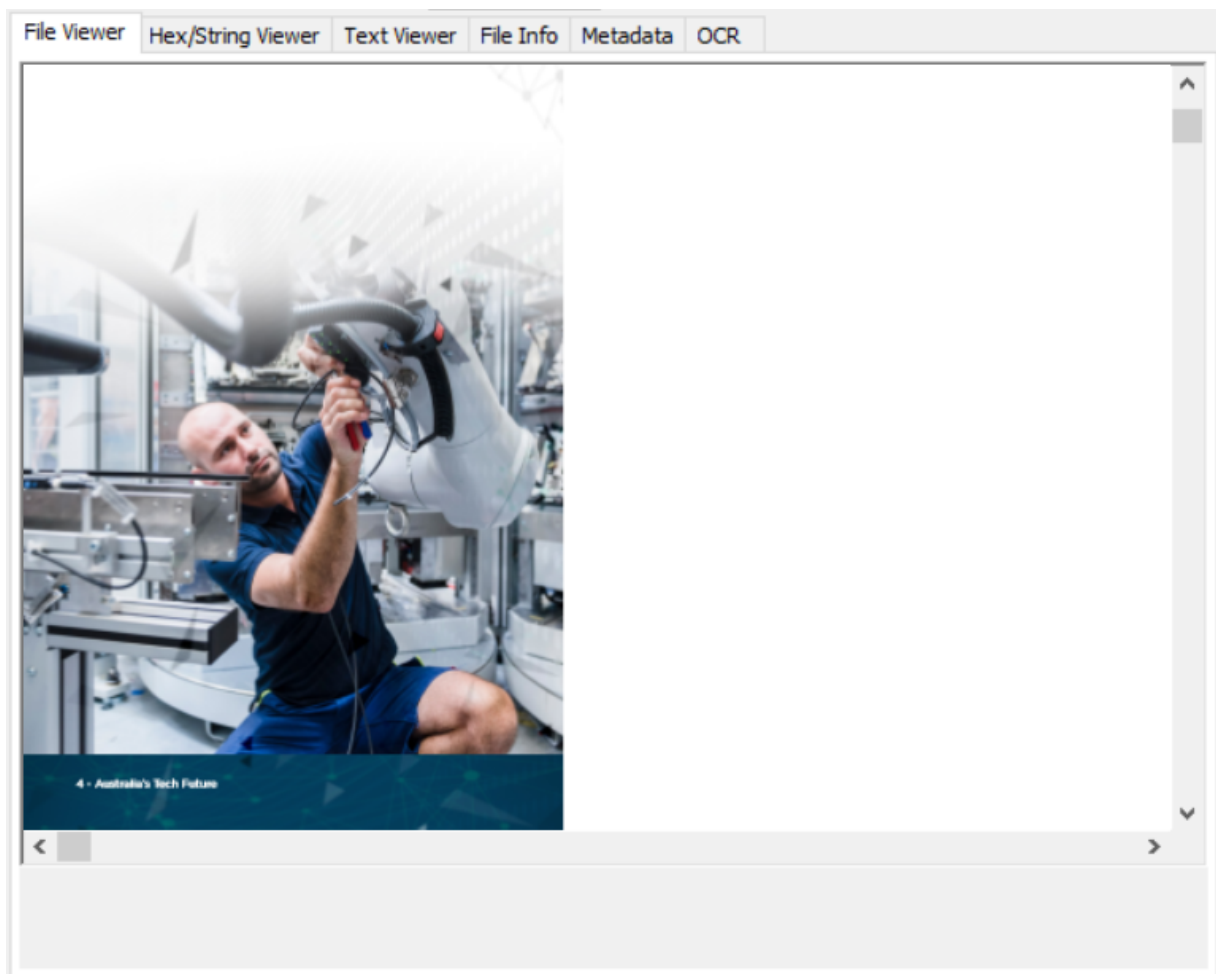 File Viewer Hex/String Viewer Text Viewer File Info Metadata OCR
4 - Australia's Tech Future